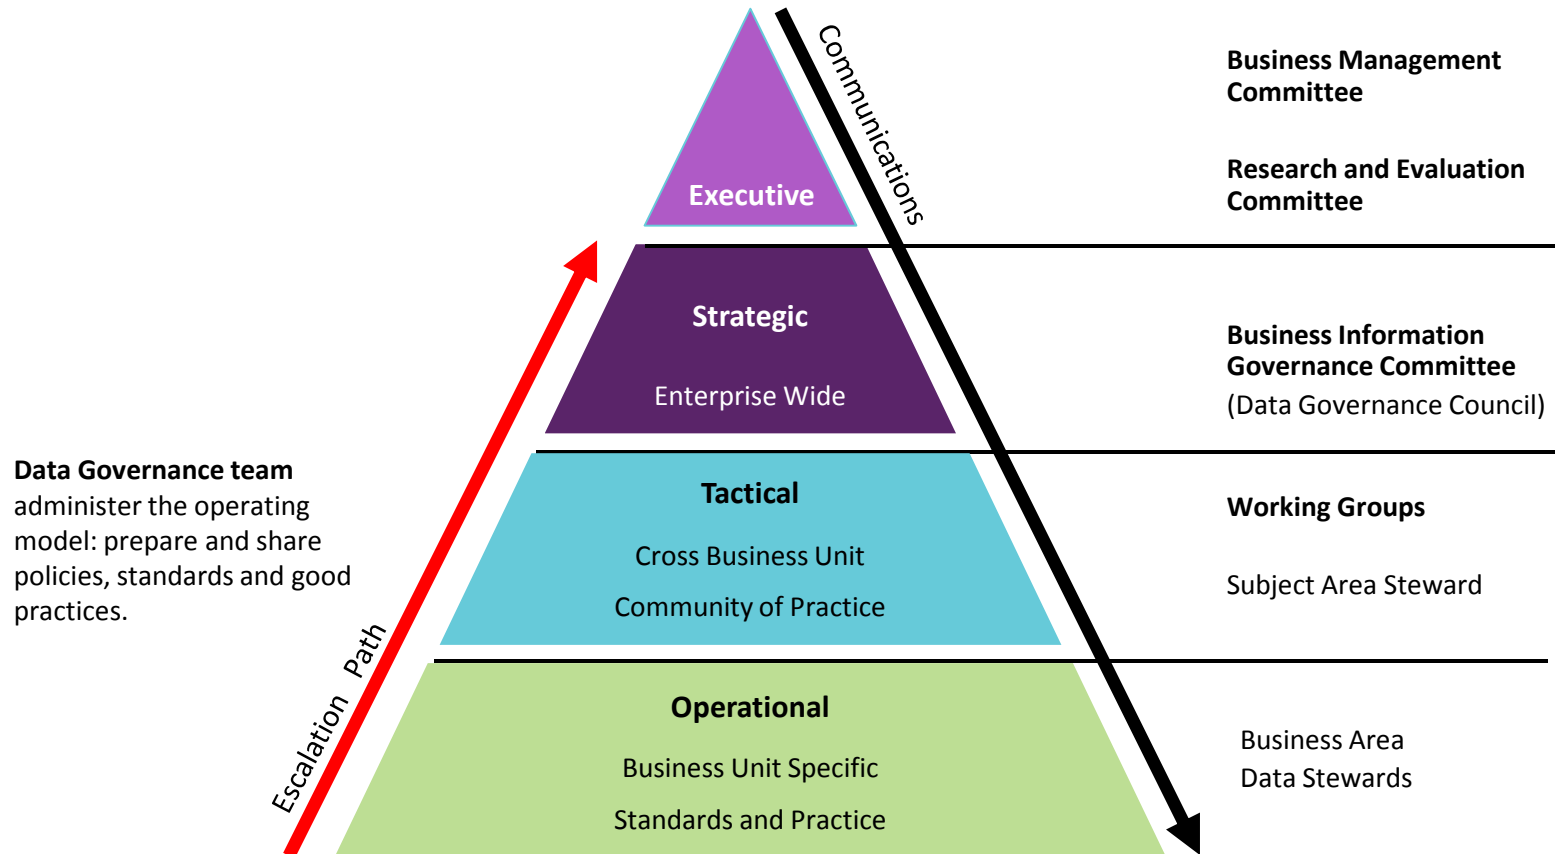 Communications
Business Management
Committee
Research and Evaluation
Committee
Executive
Strategic
Enterprise Wide
Business Information
Governance Committee
(Data Governance Council)
Data Governance team
administer the operating
model: prepare and share
policies, standards and good
practices.
Escalation Path
Tactical
Cross Business Unit
Community of Practice
Working Groups
Subject Area Steward
Operational
Business Unit Specific
Standards and Practice
Business Area
Data Stewards